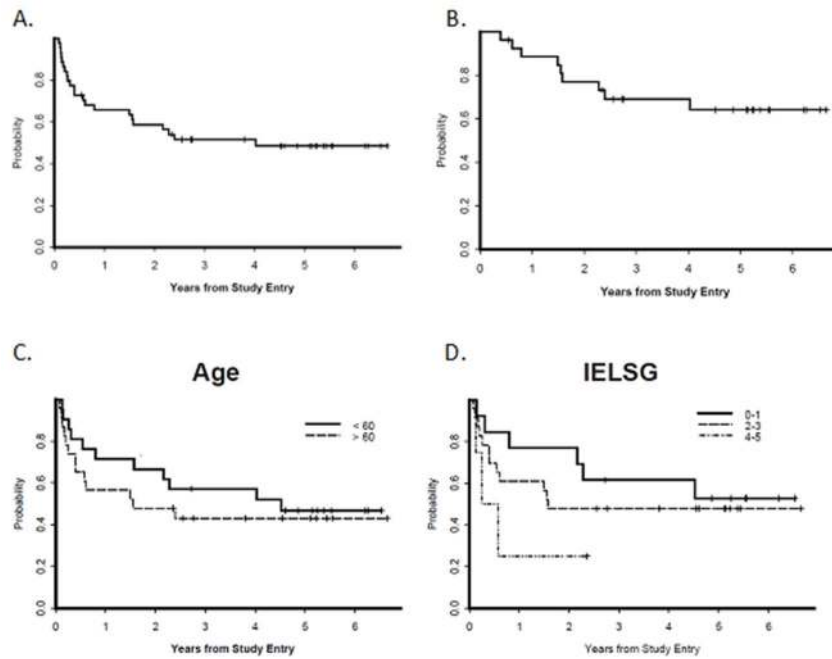 A.
Probability
0.0 0.2 0.4 0.6 0.8
0 1 2 3 4 5 6
Years from Study Entry
B.
Probability
0.0 0.2 0.4 0.6 0.8
0 1 2 3 4 5 6
Years from Study Entry
C.
Age
< 60
> 60
Probability
0.0 0.2 0.4 0.6 0.8
0 1 2 3 4 5 6
Years from Study Entry
D.
IELSG
0-1
2-3
4-5
Probability
0.0 0.2 0.4 0.6 0.8
0 1 2 3 4 5 6
Years from Study Entry